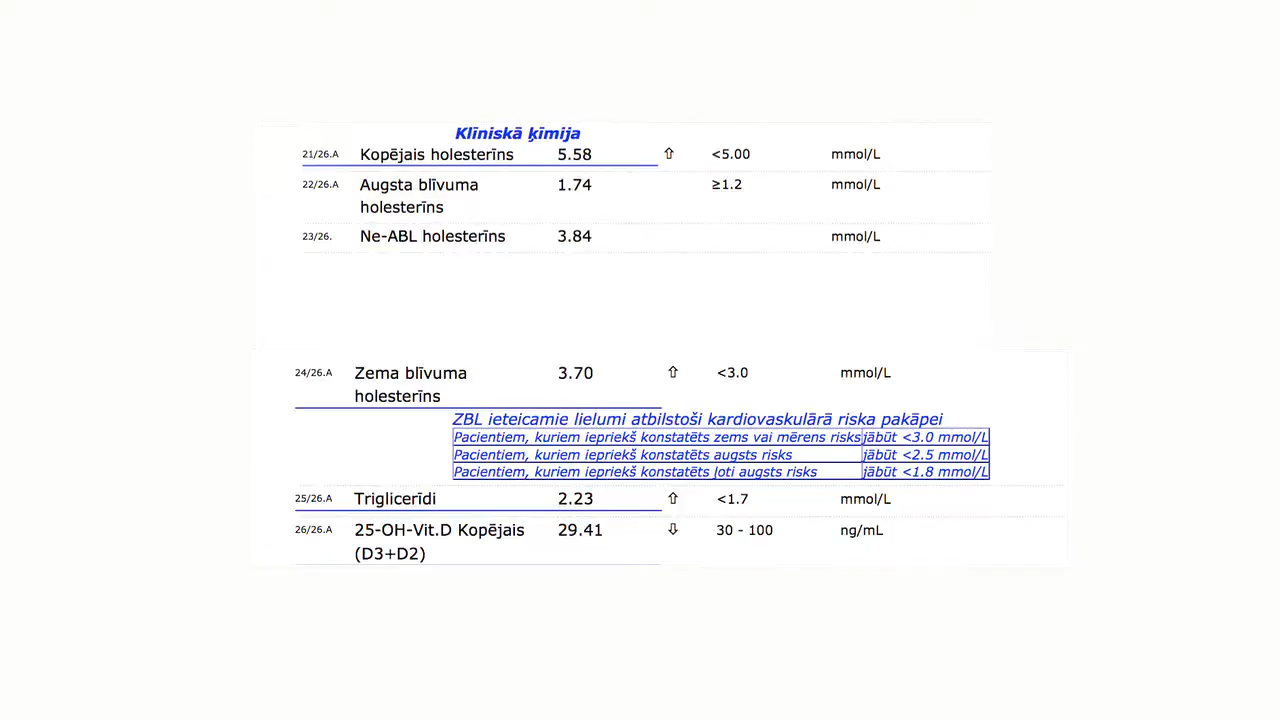 Klīniskā ķīmija
21/26.A Kopējais holesterīns 5.58 ⇧ <5.00 mmol/L
22/26.A Augsta blīvuma 1.74 ≥1.2 mmol/L
holesterīns
23/26. Ne-ABL holesterīns 3.84 mmol/L
24/26.A Zema blīvuma 3.70 ⇧ <3.0 mmol/L
holesterīns
ZBL ieteicamie lielumi atbilstoši kardiovaskulārā riska pakāpei
Pacientiem, kuriem iepriekš konstatēts zems vai mērens risks jābūt <3.0 mmol/L
Pacientiem, kuriem iepriekš konstatēts augsts risks jābūt <2.5 mmol/L
Pacientiem, kuriem iepriekš konstatēts ļoti augsts risks jābūt <1.8 mmol/L
25/26.A Triglicerīdi 2.23 ⇧ <1.7 mmol/L
26/26.A 25-OH-Vit.D Kopējais 29.41 ⇩ 30 - 100 ng/mL
(D3+D2)